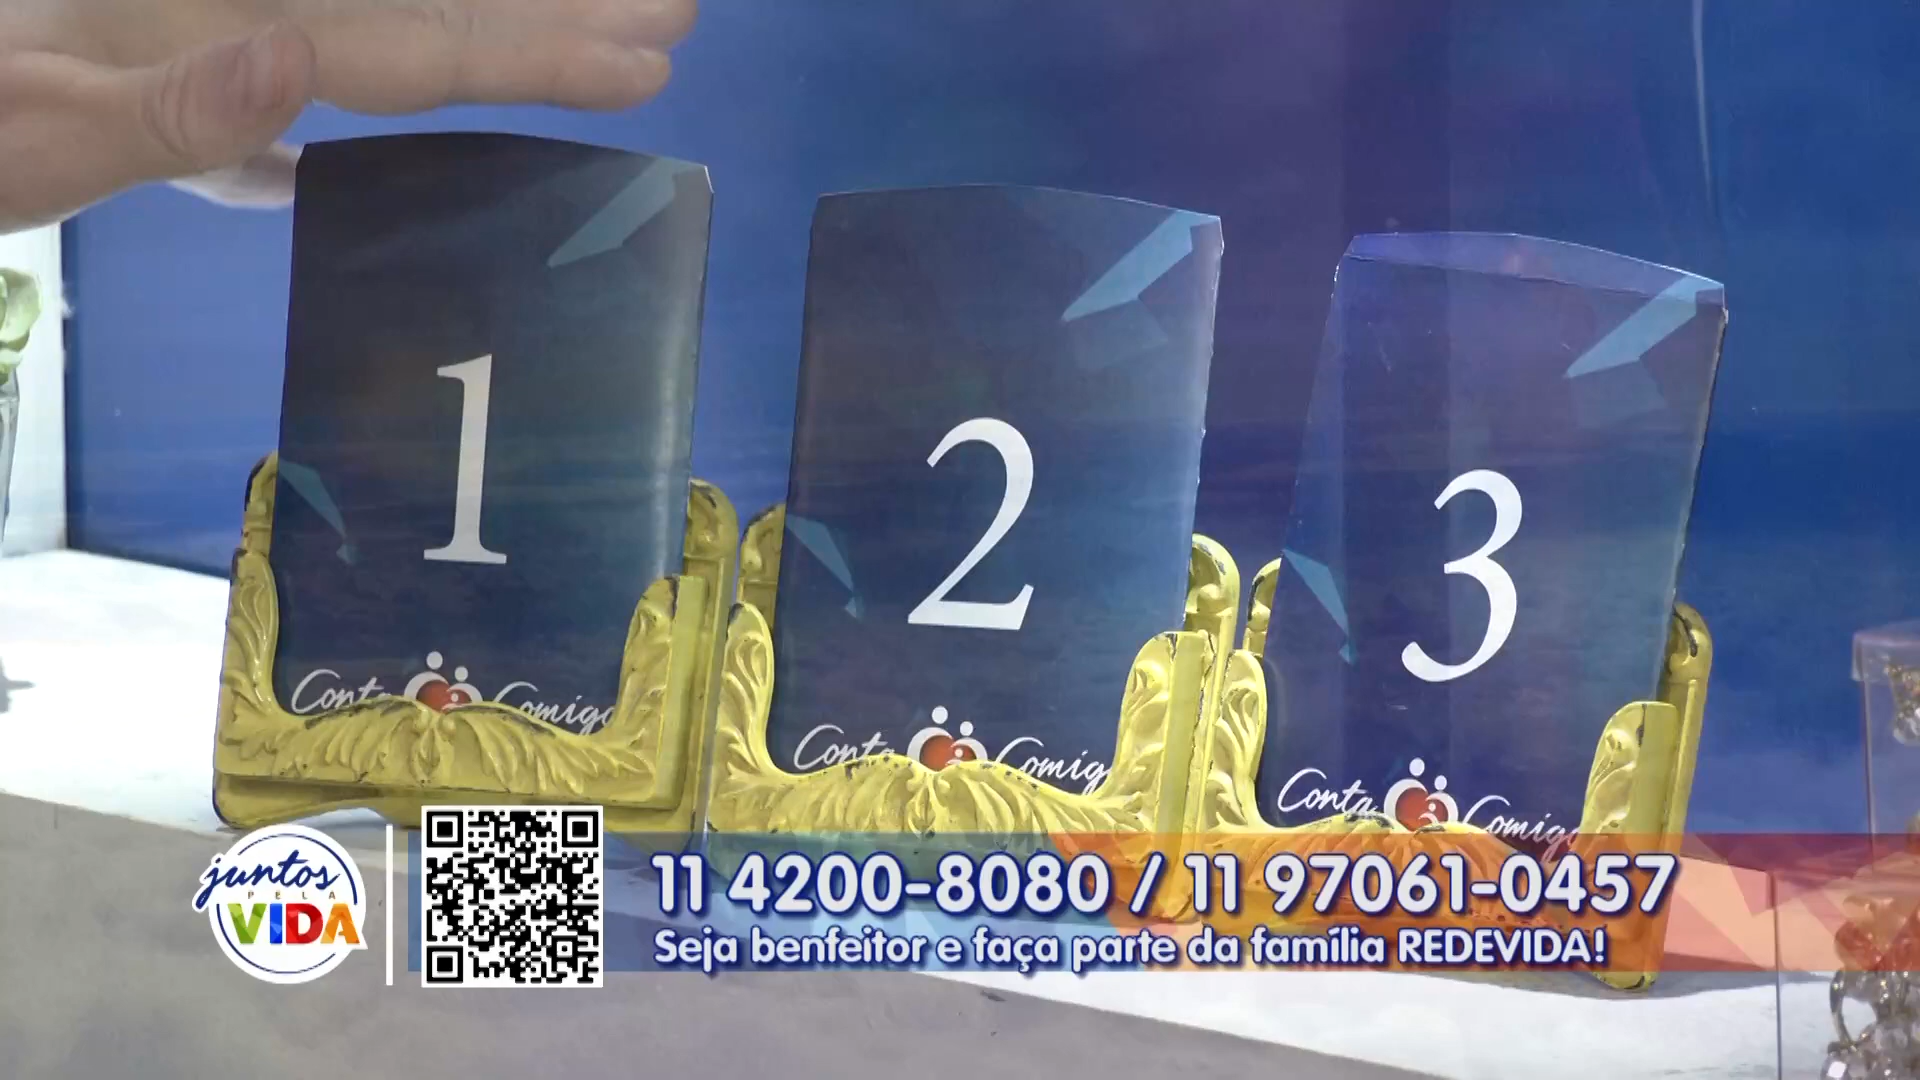 1
2
3
Conta Comigo
Conta Comigo
Conta Comigo
juntos
PELA
VIDA
11 4200-8080 / 11 97061-0457
Seja benfeitor e faça parte da família REDEVIDA!